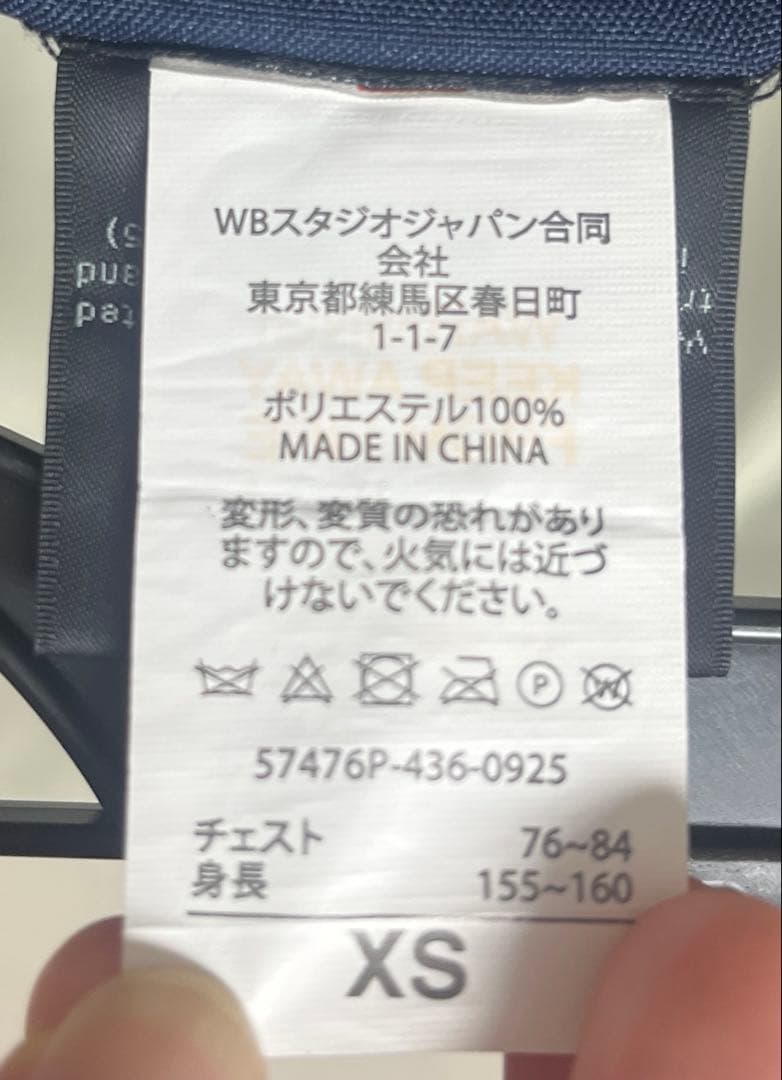 WBスタジオジャパン合同
会社
東京都練馬区春日町
1-1-7
ポリエステル100%
MADE IN CHINA
変形、変質の恐れがあり
ますので、火気には近づ
けないでください。
P
W
57476P-436-0925
チェスト 76~84
身長 155~160
XS